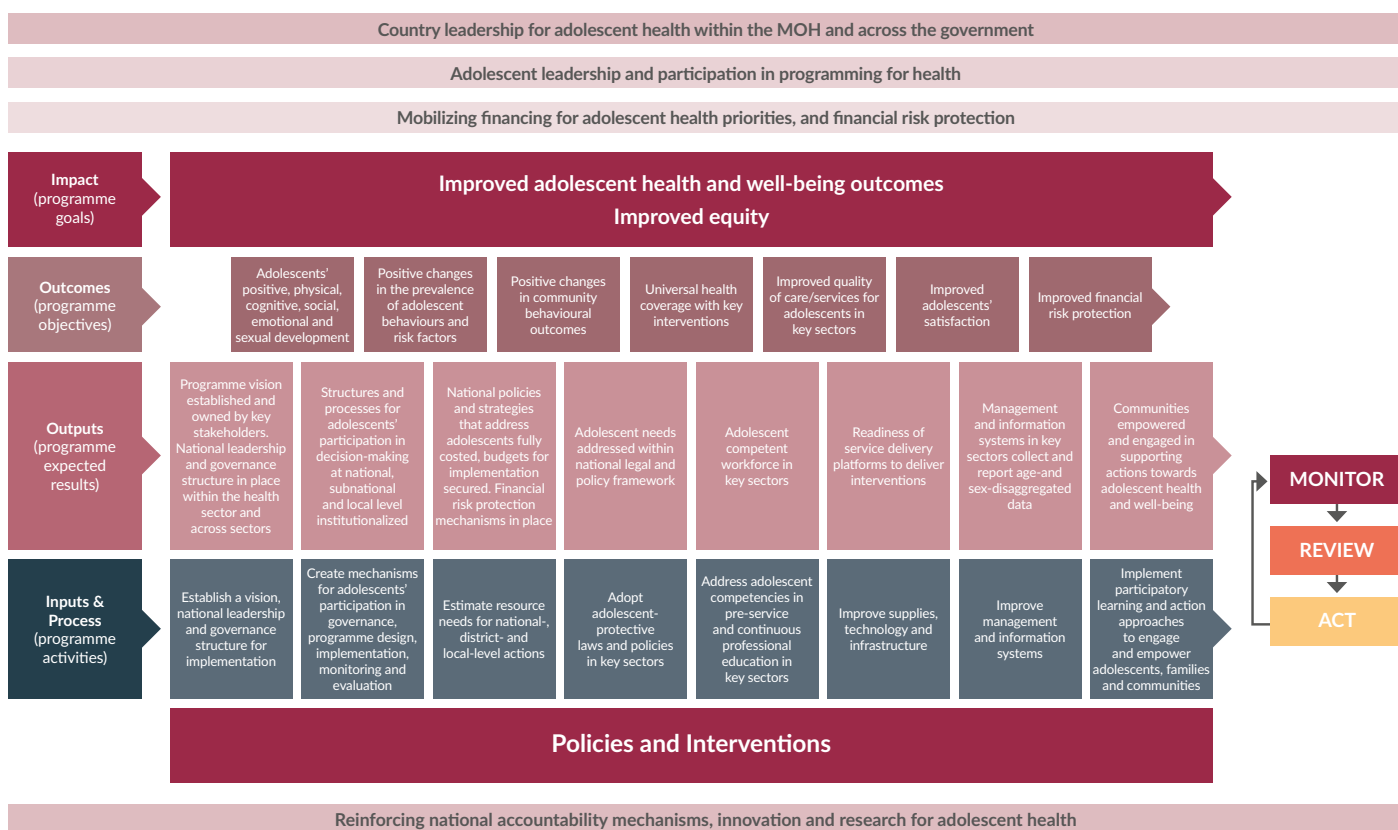 Country leadership for adolescent health within the MOH and across the government
Adolescent leadership and participation in programming for health
Mobilizing financing for adolescent health priorities, and financial risk protection
Impact
(programme
goals)
Improved adolescent health and well-being outcomes
Improved equity
Outcomes
(programme
objectives)
Adolescents'
positive, physical,
cognitive, social,
emotional and
sexual development
Positive changes
in the prevalence
of adolescent
behaviours and
risk factors
Positive changes
in community
behavioural
outcomes
Universal health
coverage with key
interventions
Improved quality
of care/services for
adolescents in
key sectors
Improved
adolescents'
satisfaction
Improved financial
risk protection
Outputs
(programme
expected
results)
Programme vision
established and
owned by key
stakeholders.
National leadership
and governance
structure in place
within the health
sector and
across sectors
Structures and
processes for
adolescents'
participation in
decision-making
at national,
subnational
and local level
institutionalized
National policies
and strategies
that address
adolescents fully
costed, budgets for
implementation
secured. Financial
risk protection
mechanisms in place
Adolescent needs
addressed within
national legal and
policy framework
Adolescent
competent
workforce in
key sectors
Readiness of
service delivery
platforms to deliver
interventions
Management
and information
systems in key
sectors collect and
report age-and
sex-disaggregated
data
Communities
empowered
and engaged in
supporting
actions towards
adolescent health
and well-being
Inputs &
Process
(programme
activities)
Establish a vision,
national leadership
and governance
structure for
implementation
Create mechanisms
for adolescents'
participation in
governance,
programme design,
implementation,
monitoring and
evaluation
Estimate resource
needs for national-,
district- and
local-level actions
Adopt
adolescent-
protective
laws and policies
in key sectors
Address adolescent
competencies in
pre-service
and continuous
professional
education in
key sectors
Improve supplies,
technology and
infrastructure
Improve
management
and information
systems
Implement
participatory
learning and action
approaches
to engage
and empower
adolescents, families
and communities
MONITOR
REVIEW
ACT
Policies and Interventions
Reinforcing national accountability mechanisms, innovation and research for adolescent health